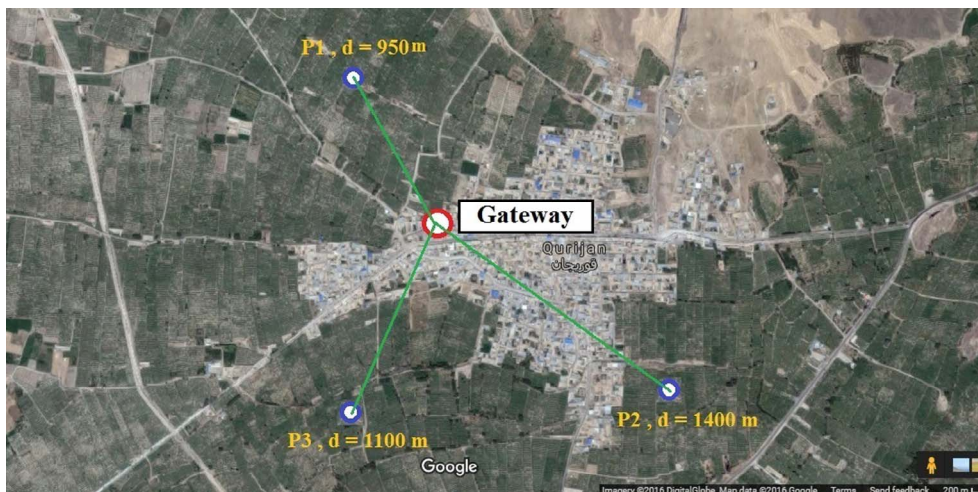 P1 , d = 950 m
Gateway
Qurijan
قوریجان
P2 , d = 1400 m
P3 , d = 1100 m
Google
Imagery ©2016 DigitalGlobe, Map data ©2016 Google Terms Send feedback 200 m